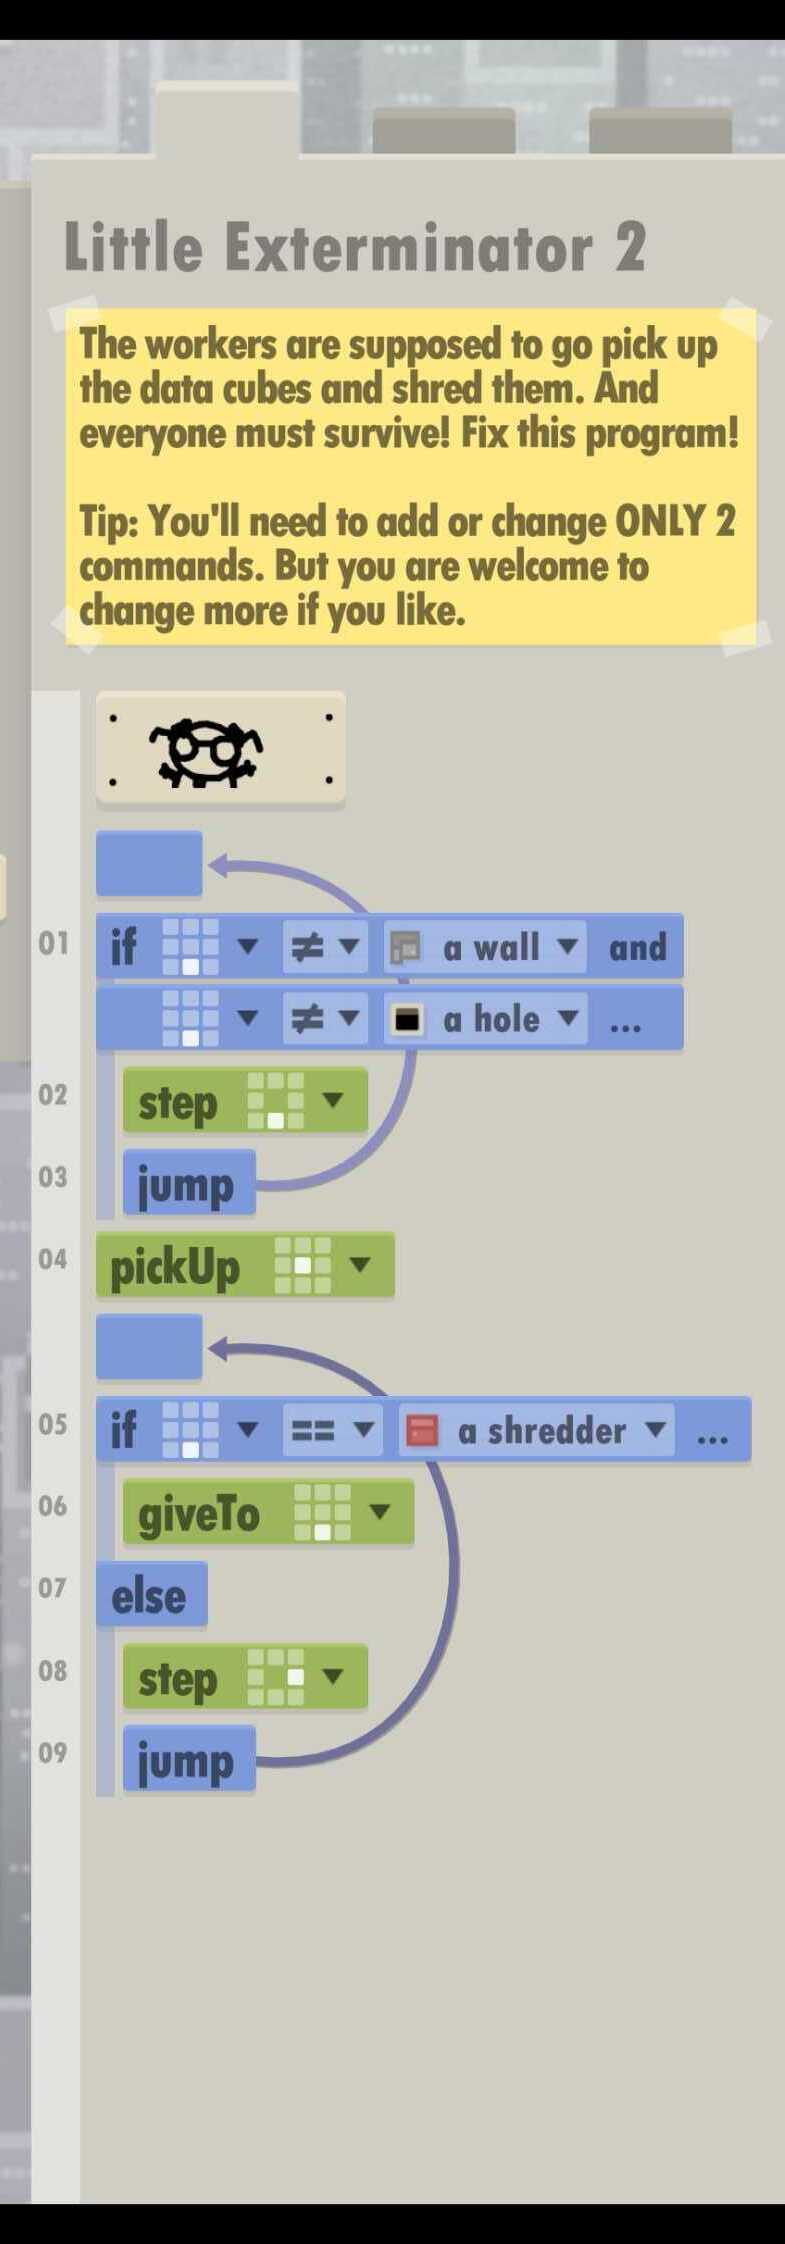 Little Exterminator 2
The workers are supposed to go pick up
the data cubes and shred them. And
everyone must survive! Fix this program!
Tip: You'll need to add or change ONLY 2
commands. But you are welcome to
change more if you like.
01 if ≠ a wall and
≠ a hole ...
02 step
03 jump
04 pickUp
05 if == a shredder ...
06 giveTo
07 else
08 step
09 jump